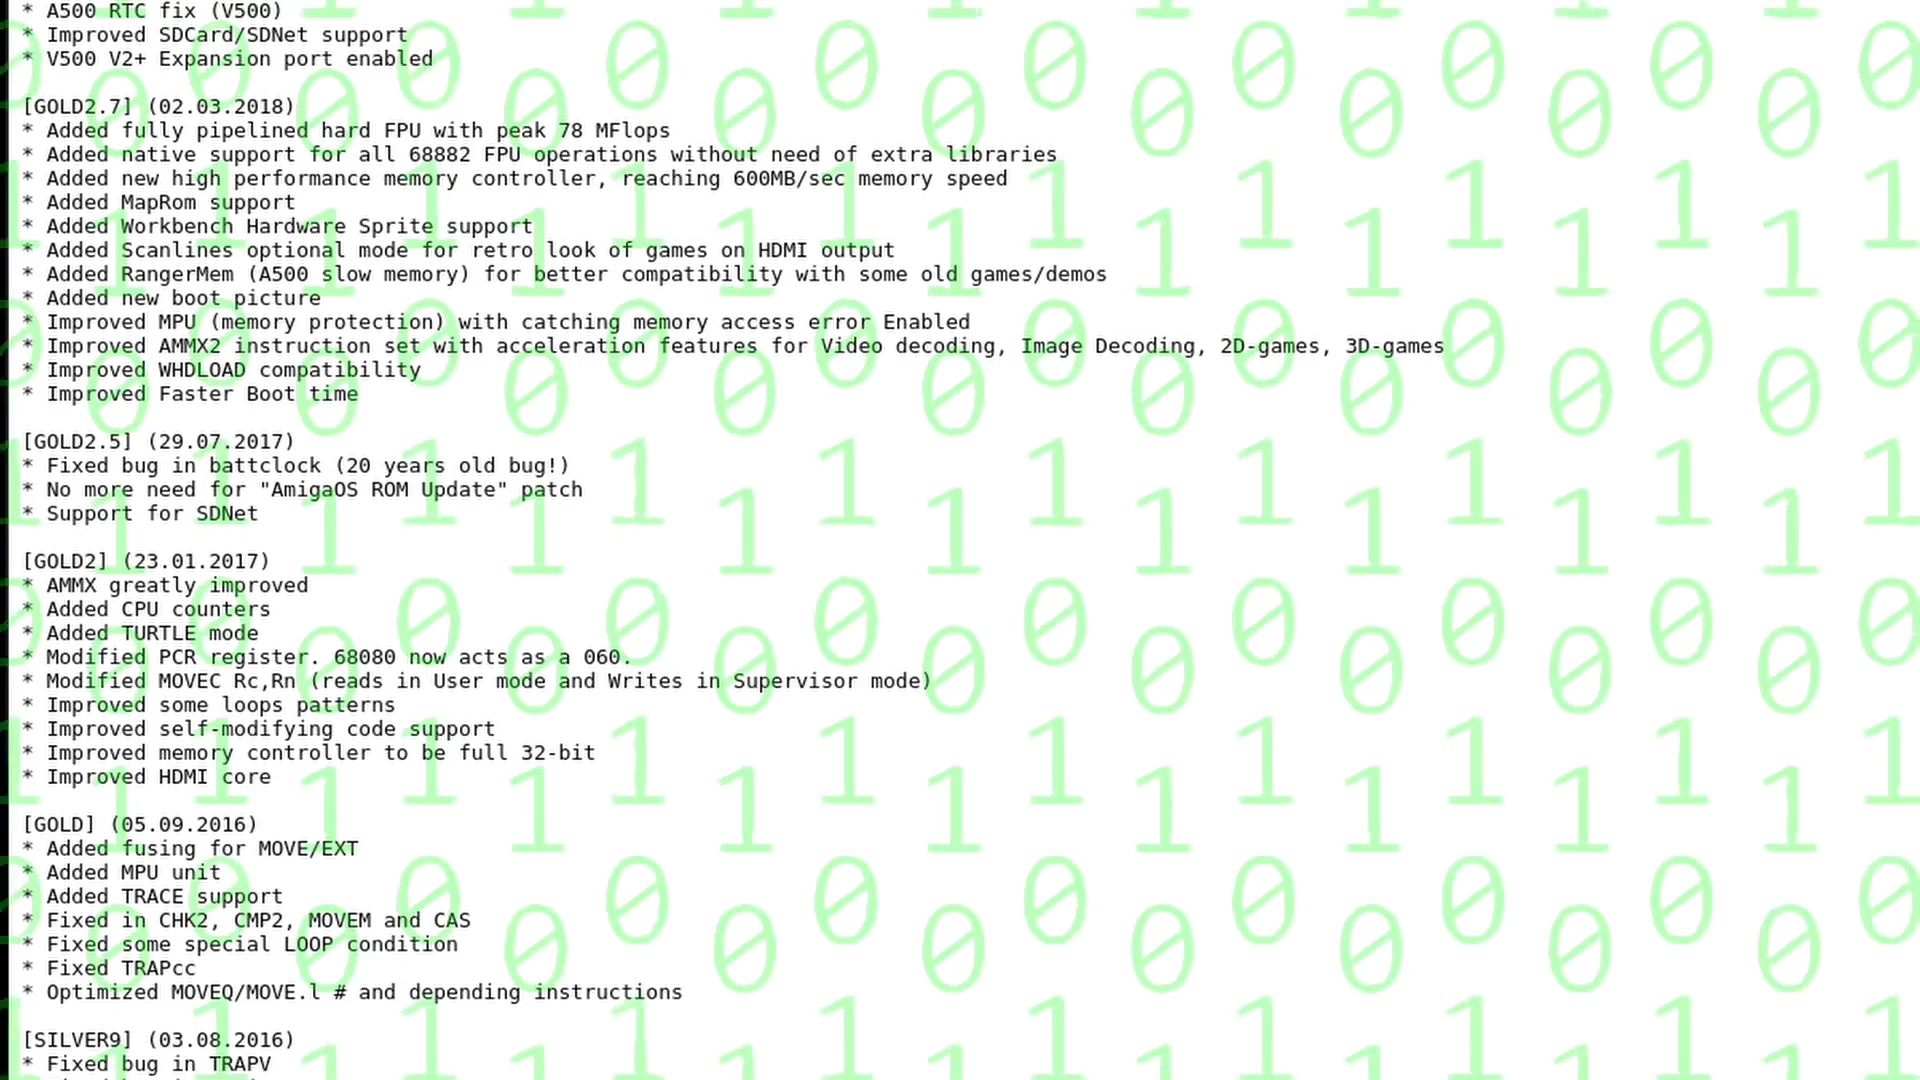 * A500 RTC fix (V500)
* Improved SDCard/SDNet support
* V500 V2+ Expansion port enabled
[GOLD2.7] (02.03.2018)
* Added fully pipelined hard FPU with peak 78 MFlops
* Added native support for all 68882 FPU operations without need of extra libraries
* Added new high performance memory controller, reaching 600MB/sec memory speed
* Added MapRom support
* Added Workbench Hardware Sprite support
* Added Scanlines optional mode for retro look of games on HDMI output
* Added RangerMem (A500 slow memory) for better compatibility with some old games/demos
* Added new boot picture
* Improved MPU (memory protection) with catching memory access error Enabled
* Improved AMMX2 instruction set with acceleration features for Video decoding, Image Decoding, 2D-games, 3D-games
* Improved WHDLOAD compatibility
* Improved Faster Boot time
[GOLD2.5] (29.07.2017)
* Fixed bug in battclock (20 years old bug!)
* No more need for "AmigaOS ROM Update" patch
* Support for SDNet
[GOLD2] (23.01.2017)
* AMMX greatly improved
* Added CPU counters
* Added TURTLE mode
* Modified PCR register. 68080 now acts as a 060.
* Modified MOVEC Rc,Rn (reads in User mode and Writes in Supervisor mode)
* Improved some loops patterns
* Improved self-modifying code support
* Improved memory controller to be full 32-bit
* Improved HDMI core
[GOLD] (05.09.2016)
* Added fusing for MOVE/EXT
* Added MPU unit
* Added TRACE support
* Fixed in CHK2, CMP2, MOVEM and CAS
* Fixed some special LOOP condition
* Fixed TRAPcc
* Optimized MOVEQ/MOVE.l # and depending instructions
[SILVER9] (03.08.2016)
* Fixed bug in TRAPV